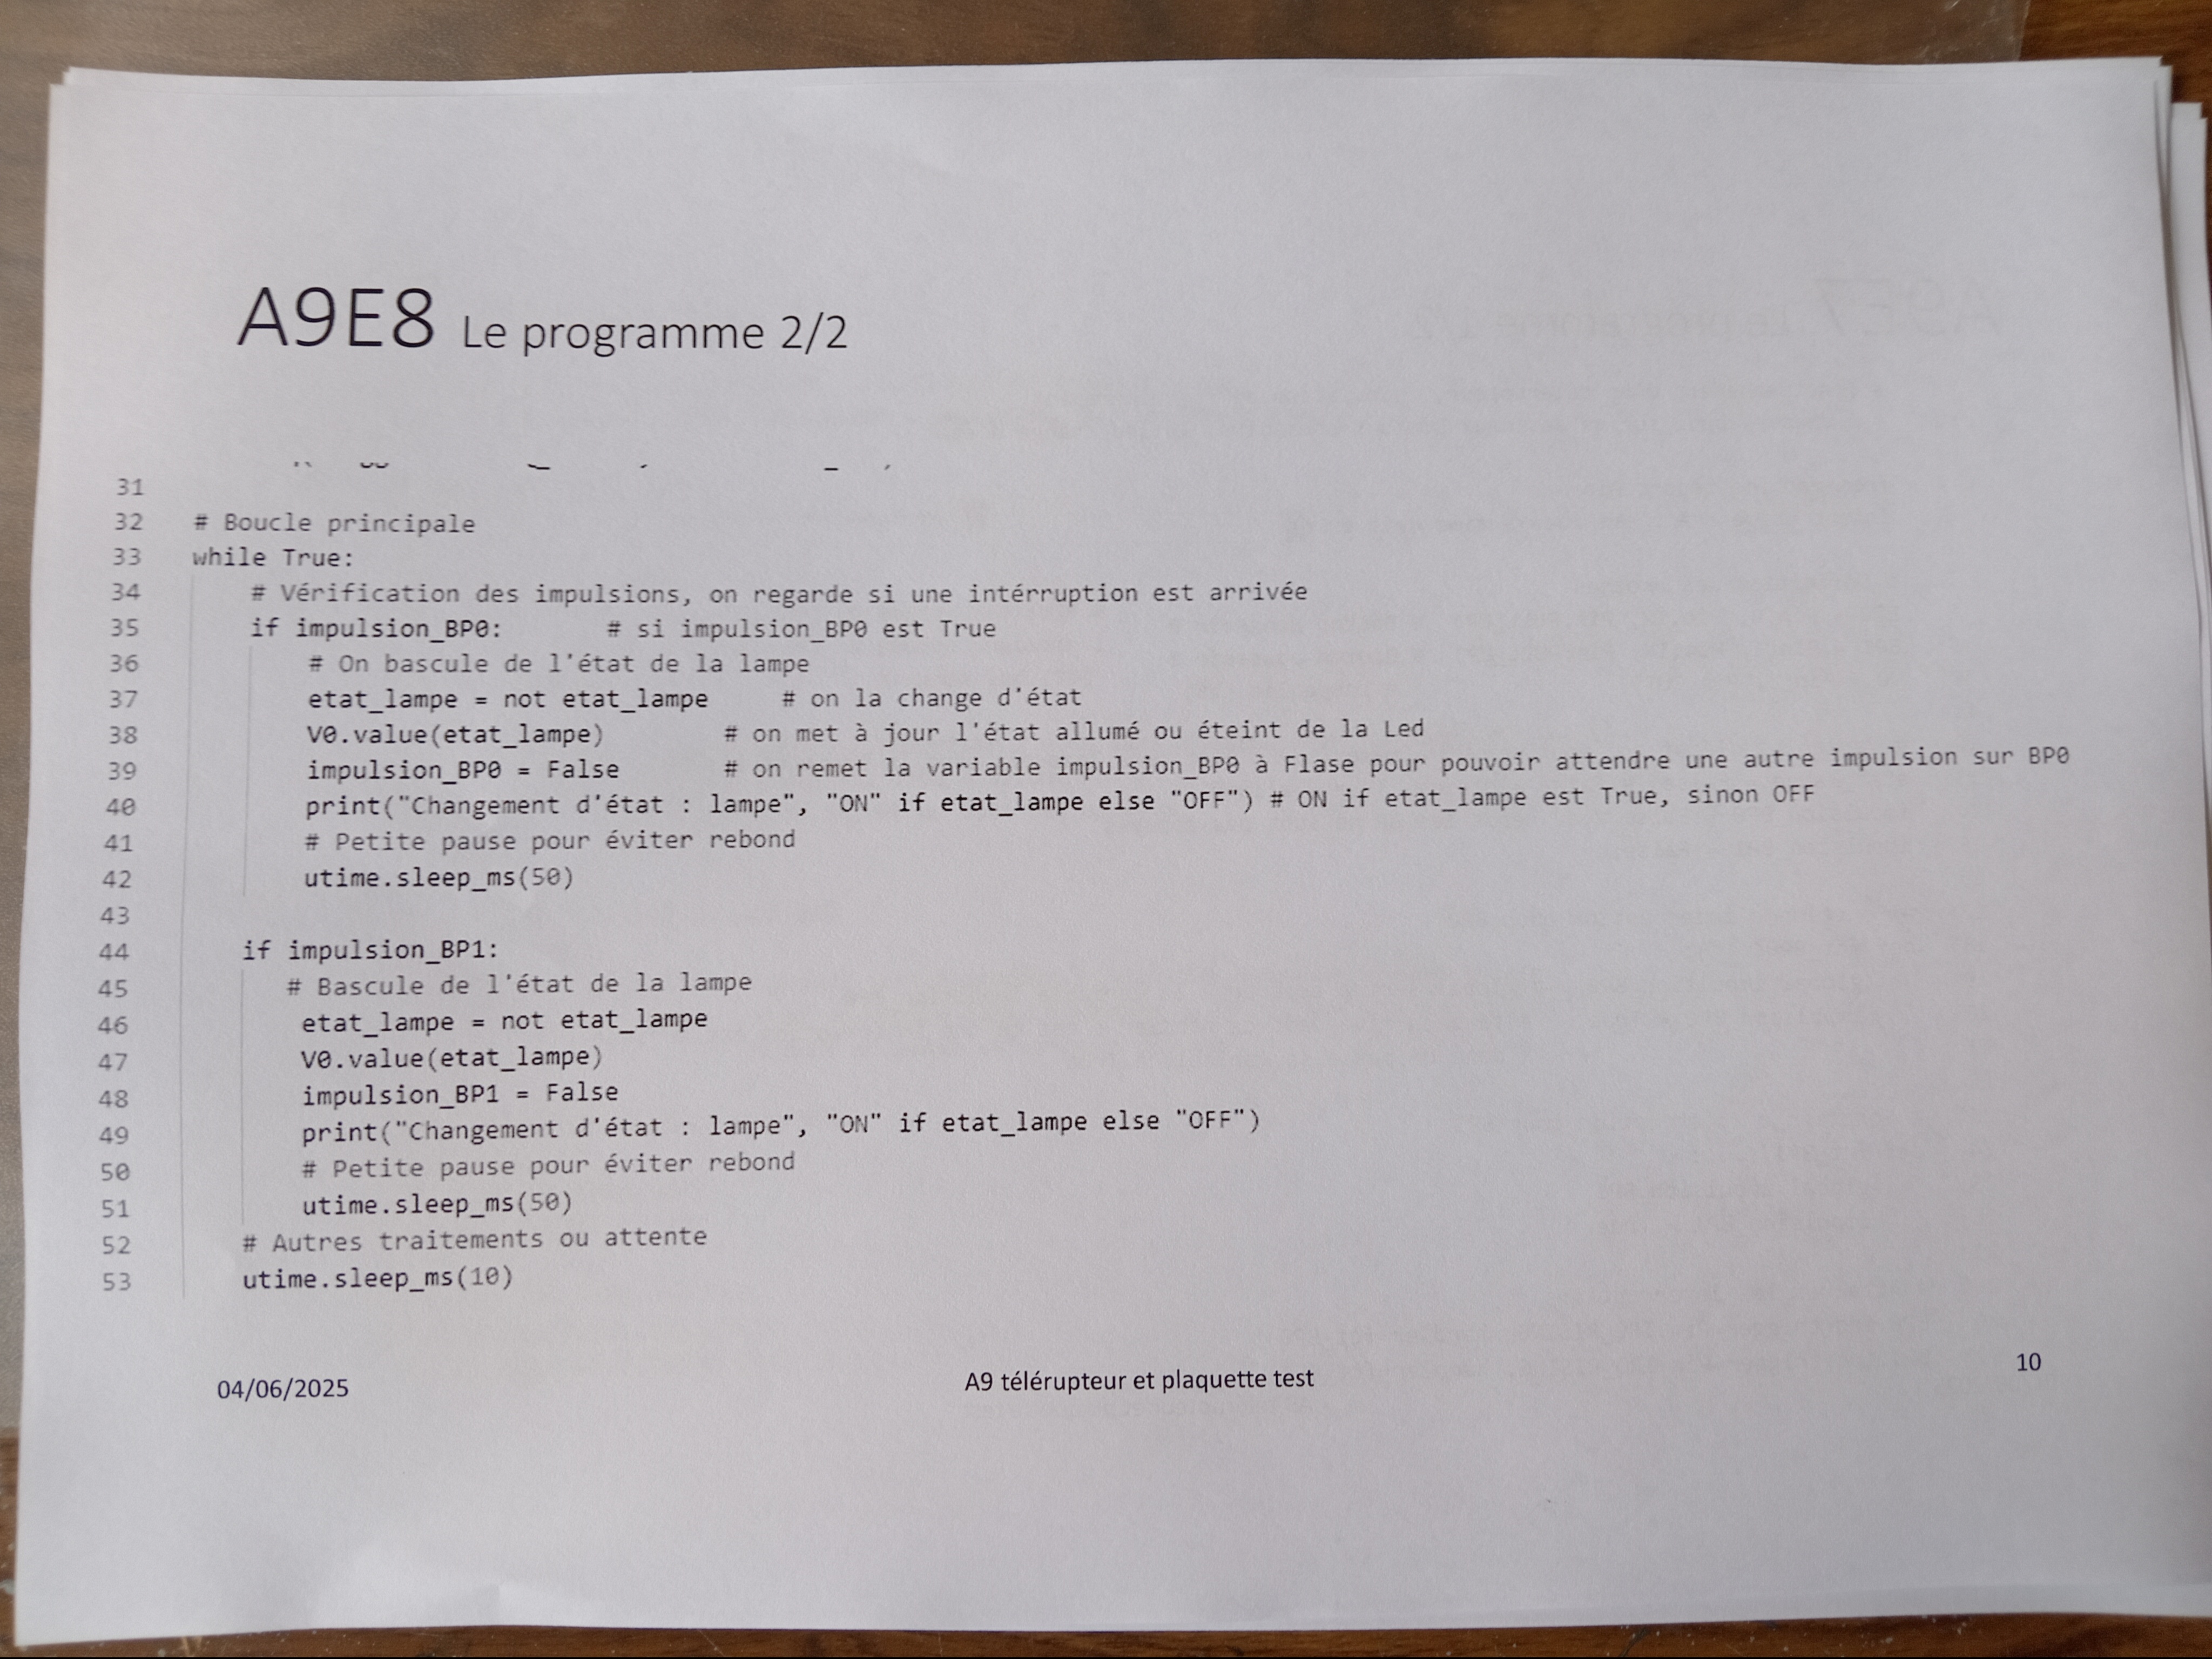 A9E8 Le programme 2/2
31
32 # Boucle principale
33 while True:
34 # Vérification des impulsions, on regarde si une intérruption est arrivée
35 if impulsion_BP0: # si impulsion_BP0 est True
36 # On bascule de l'état de la lampe
37 etat_lampe = not etat_lampe # on la change d'état
38 V0.value(etat_lampe) # on met à jour l'état allumé ou éteint de la Led
39 impulsion_BP0 = False # on remet la variable impulsion_BP0 à Flase pour pouvoir attendre une autre impulsion sur BP0
40 print("Changement d'état : lampe", "ON" if etat_lampe else "OFF") # ON if etat_lampe est True, sinon OFF
41 # Petite pause pour éviter rebond
42 utime.sleep_ms(50)
43
44 if impulsion_BP1:
45 # Bascule de l'état de la lampe
46 etat_lampe = not etat_lampe
47 V0.value(etat_lampe)
48 impulsion_BP1 = False
49 print("Changement d'état : lampe", "ON" if etat_lampe else "OFF")
50 # Petite pause pour éviter rebond
51 utime.sleep_ms(50)
52 # Autres traitements ou attente
53 utime.sleep_ms(10)
04/06/2025 A9 télérupteur et plaquette test 10